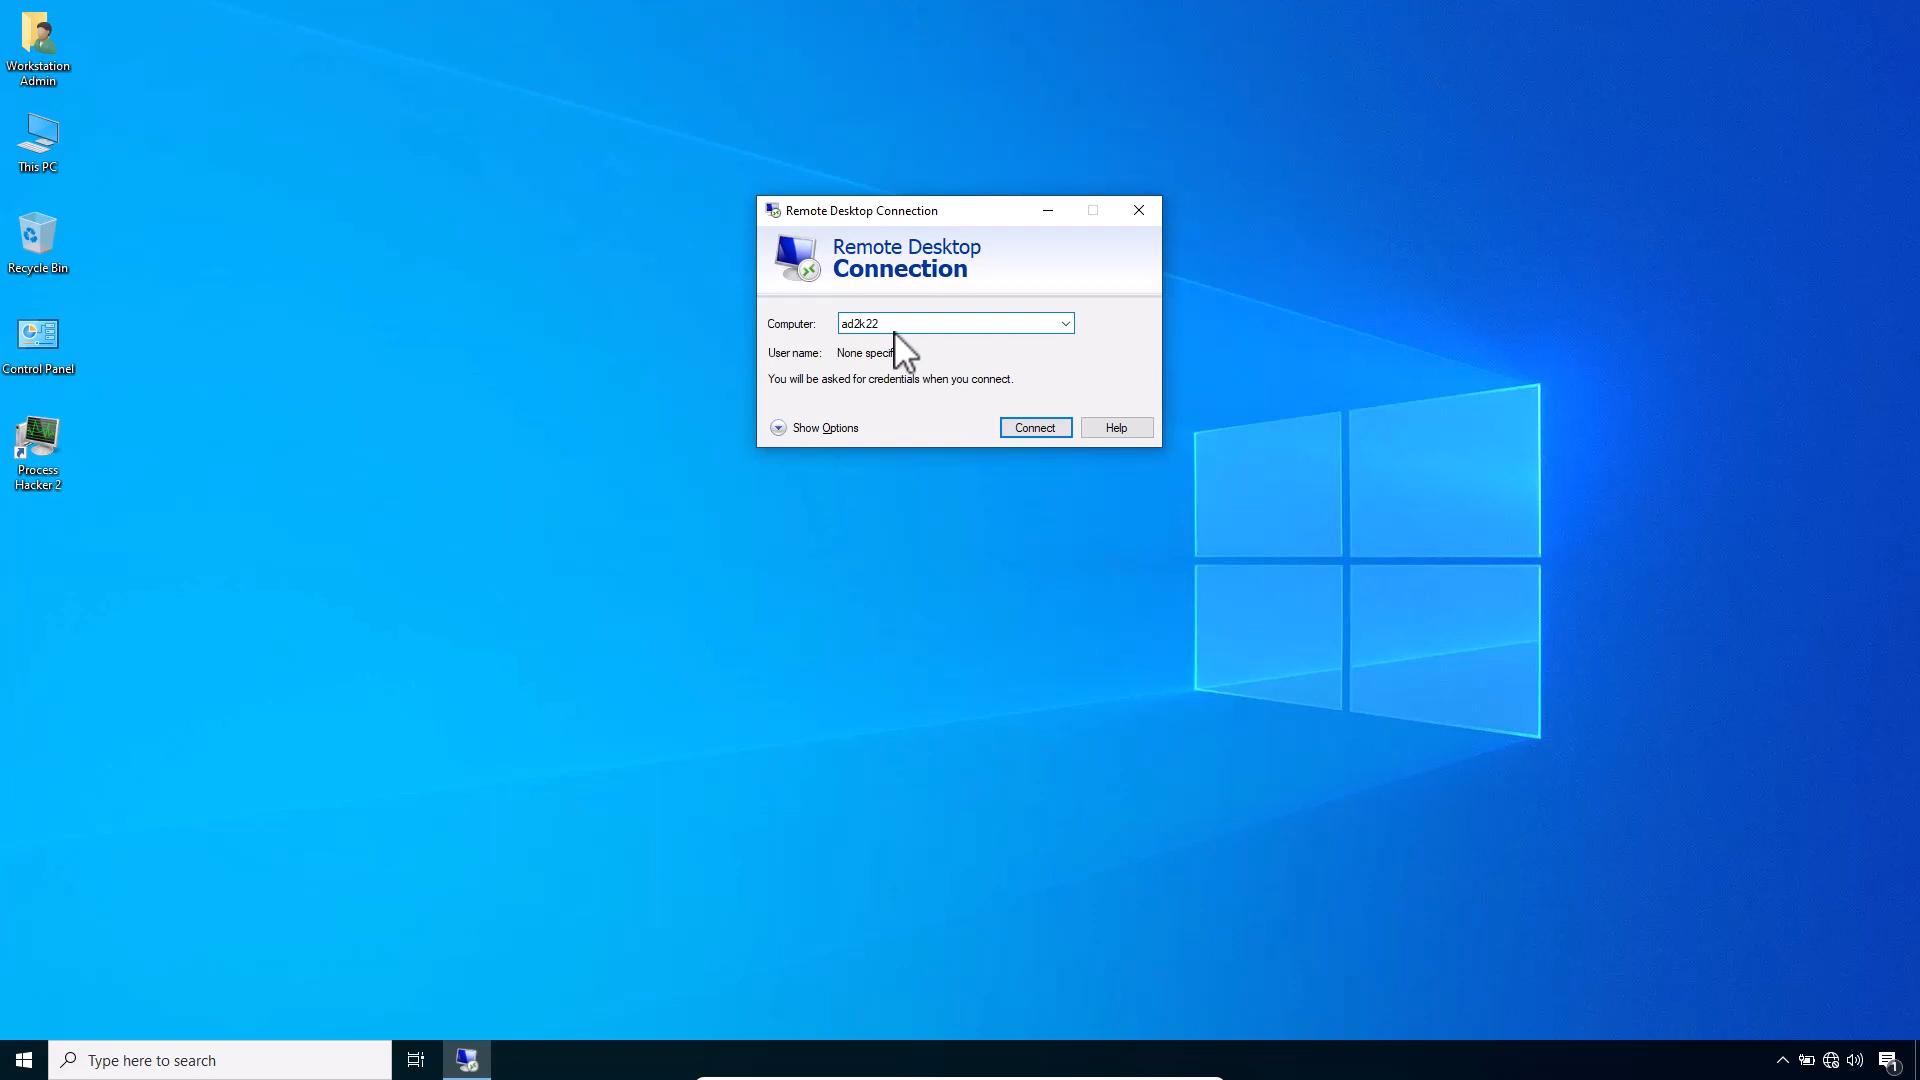 Workstation
Admin
This PC
Recycle Bin
Control Panel
Process
Hacker 2
Remote Desktop Connection
Remote Desktop
Connection
Computer:
ad2k22
User name:
None specif
You will be asked for credentials when you connect.
Show Options
Connect
Help
Type here to search
1